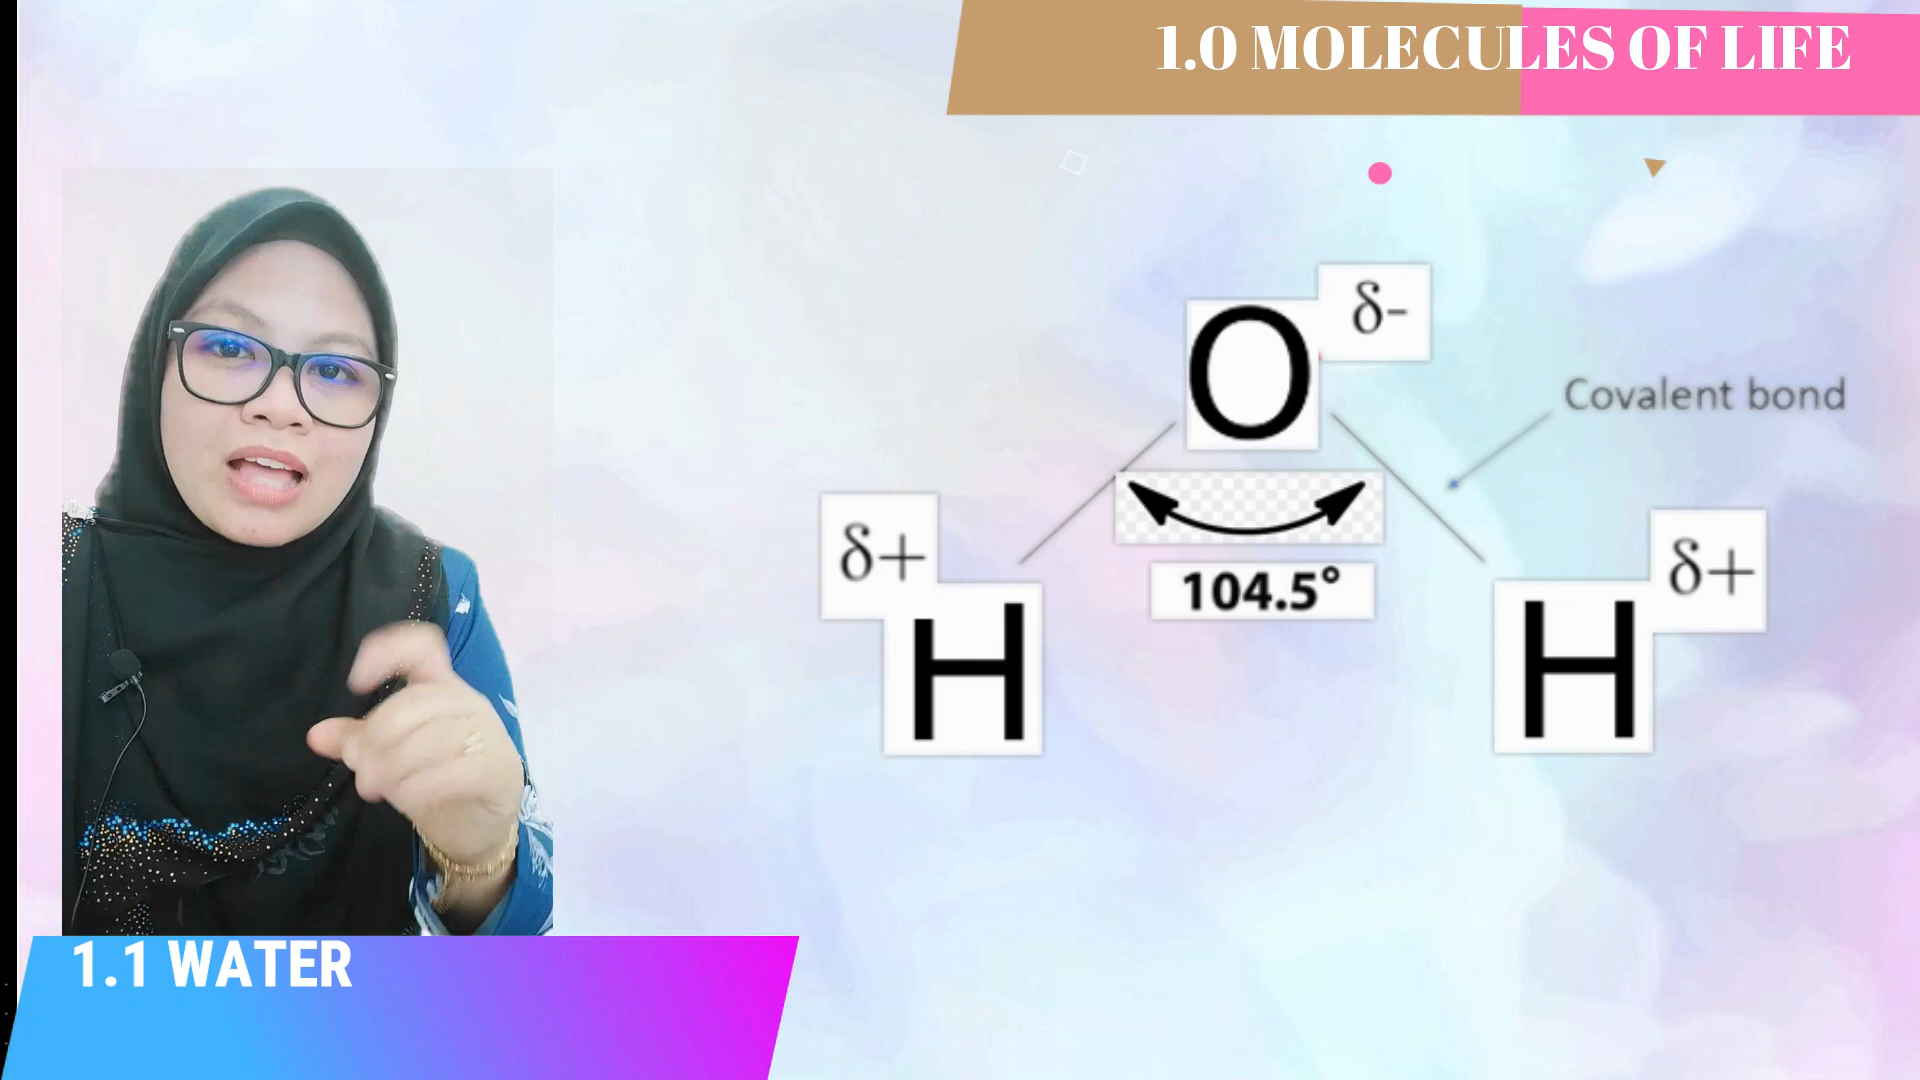 1.0 MOLECULES OF LIFE
δ-
O
Covalent bond
δ+
δ+
104.5°
H
H
1.1 WATER